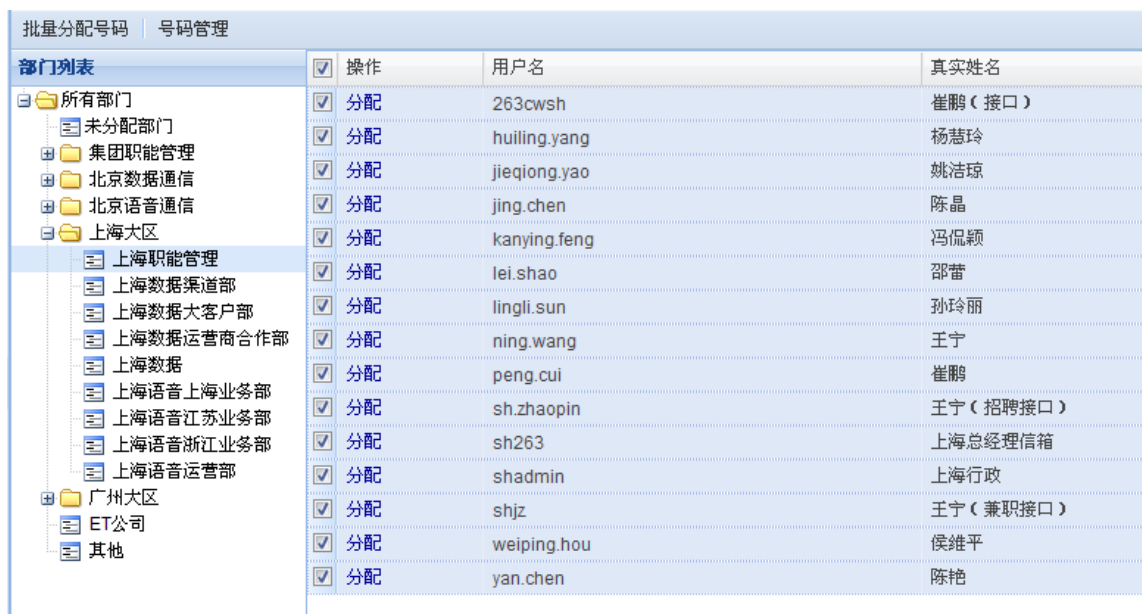 批量分配号码 号码管理
部门列表
所有部门
未分配部门
集团职能管理
北京数据通信
北京语音通信
上海大区
上海职能管理
上海数据渠道部
上海数据大客户部
上海数据运营商合作部
上海数据
上海语音上海业务部
上海语音江苏业务部
上海语音浙江业务部
上海语音运营部
广州大区
ET公司
其他
操作 用户名 真实姓名
分配 263cwsh 崔鹏（接口）
分配 huiling.yang 杨慧玲
分配 jieqiong.yao 姚洁琼
分配 jing.chen 陈晶
分配 kanying.feng 冯侃颖
分配 lei.shao 邵蕾
分配 lingli.sun 孙玲丽
分配 ning.wang 王宁
分配 peng.cui 崔鹏
分配 sh.zhaopin 王宁（招聘接口）
分配 sh263 上海总经理信箱
分配 shadmin 上海行政
分配 shjz 王宁（兼职接口）
分配 weiping.hou 侯维平
分配 yan.chen 陈艳